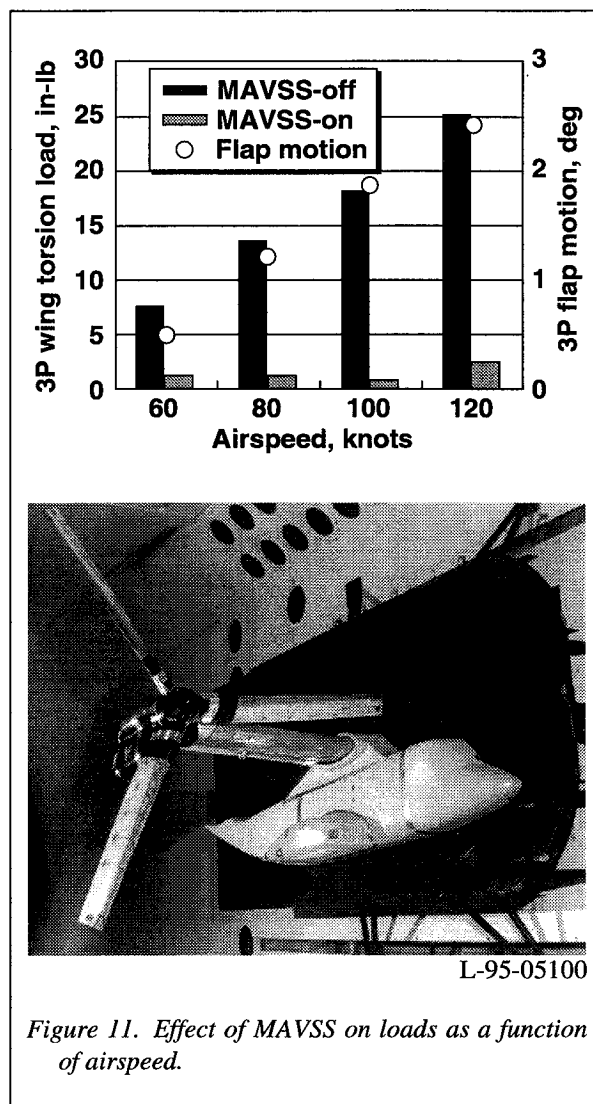 30
25
20
15
10
5
0
3P wing torsion load, in-lb
MAVSS-off
MAVSS-on
Flap motion
3
2
1
0
3P flap motion, deg
60 80 100 120
Airspeed, knots
L-95-05100
Figure 11. Effect of MAVSS on loads as a function
of airspeed.